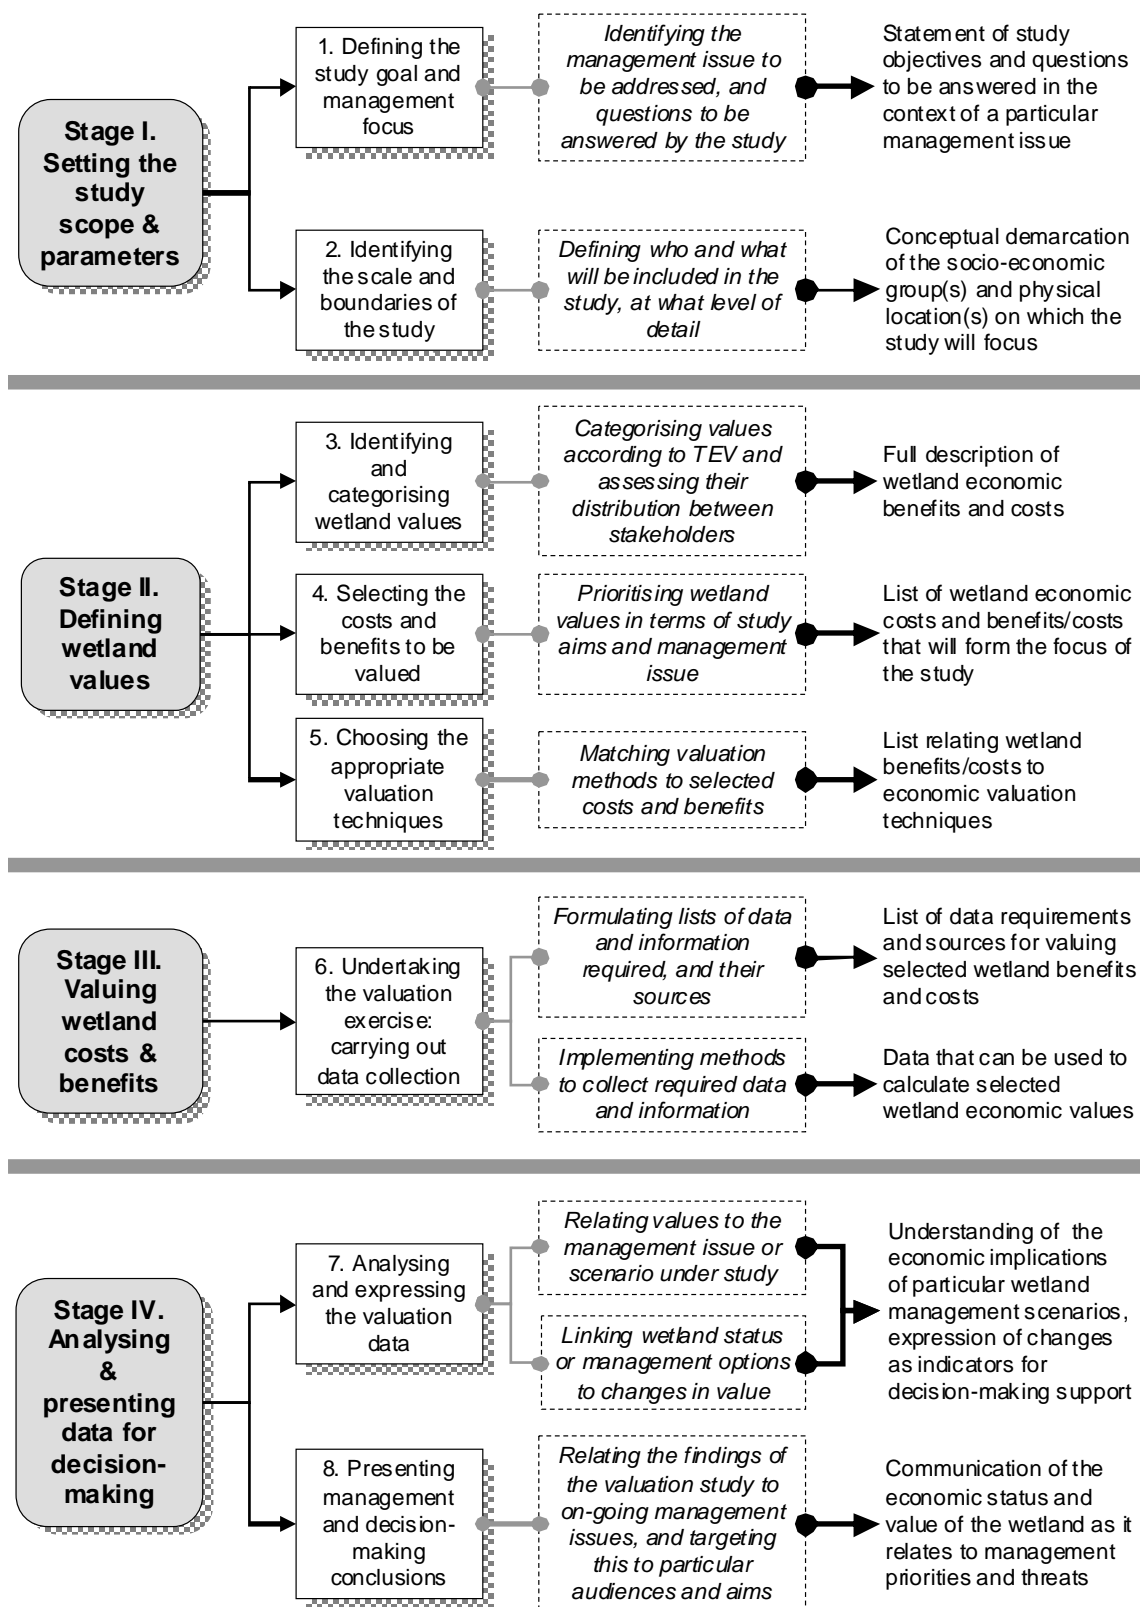 Stage I.
Setting the
study
scope &
parameters
1. Defining the
study goal and
management
focus
Identifying the
management issue to
be addressed, and
questions to be
answered by the study
Statement of study
objectives and questions
to be answered in the
context of a particular
management issue
2. Identifying
the scale and
boundaries of
the study
Defining who and what
will be included in the
study, at what level of
detail
Conceptual demarcation
of the socio-economic
group(s) and physical
location(s) on which the
study will focus
Stage II.
Defining
wetland
values
3. Identifying
and
categorising
wetland values
Categorising values
according to TEV and
assessing their
distribution between
stakeholders
Full description of
wetland economic
benefits and costs
4. Selecting the
costs and
benefits to be
valued
Prioritising wetland
values in terms of study
aims and management
issue
List of wetland economic
costs and benefits/costs
that will form the focus of
the study
5. Choosing the
appropriate
valuation
techniques
Matching valuation
methods to selected
costs and benefits
List relating wetland
benefits/costs to
economic valuation
techniques
Stage III.
Valuing
wetland
costs &
benefits
6. Undertaking
the valuation
exercise:
carrying out
data collection
Formulating lists of data
and information
required, and their
sources
List of data requirements
and sources for valuing
selected wetland benefits
and costs
Implementing methods
to collect required data
and information
Data that can be used to
calculate selected
wetland economic values
Stage IV.
Analysing
&
presenting
data for
decision-
making
7. Analysing
and expressing
the valuation
data
Relating values to the
management issue or
scenario under study
Linking wetland status
or management options
to changes in value
Understanding of the
economic implications
of particular wetland
management scenarios,
expression of changes
as indicators for
decision-making support
8. Presenting
management
and decision-
making
conclusions
Relating the findings of
the valuation study to
on-going management
issues, and targeting
this to particular
audiences and aims
Communication of the
economic status and
value of the wetland as it
relates to management
priorities and threats